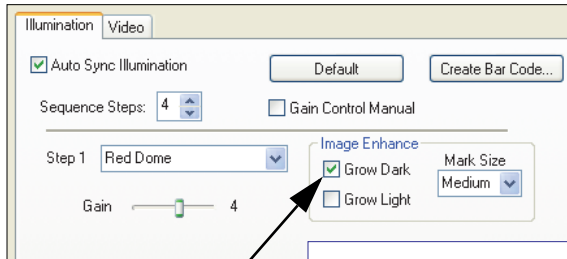 Illumination Video
Auto Sync Illumination Default Create Bar Code...
Sequence Steps: 4 Gain Control Manual
Image Enhance
Step 1 Red Dome Grow Dark Mark Size
Medium
Gain 4 Grow Light